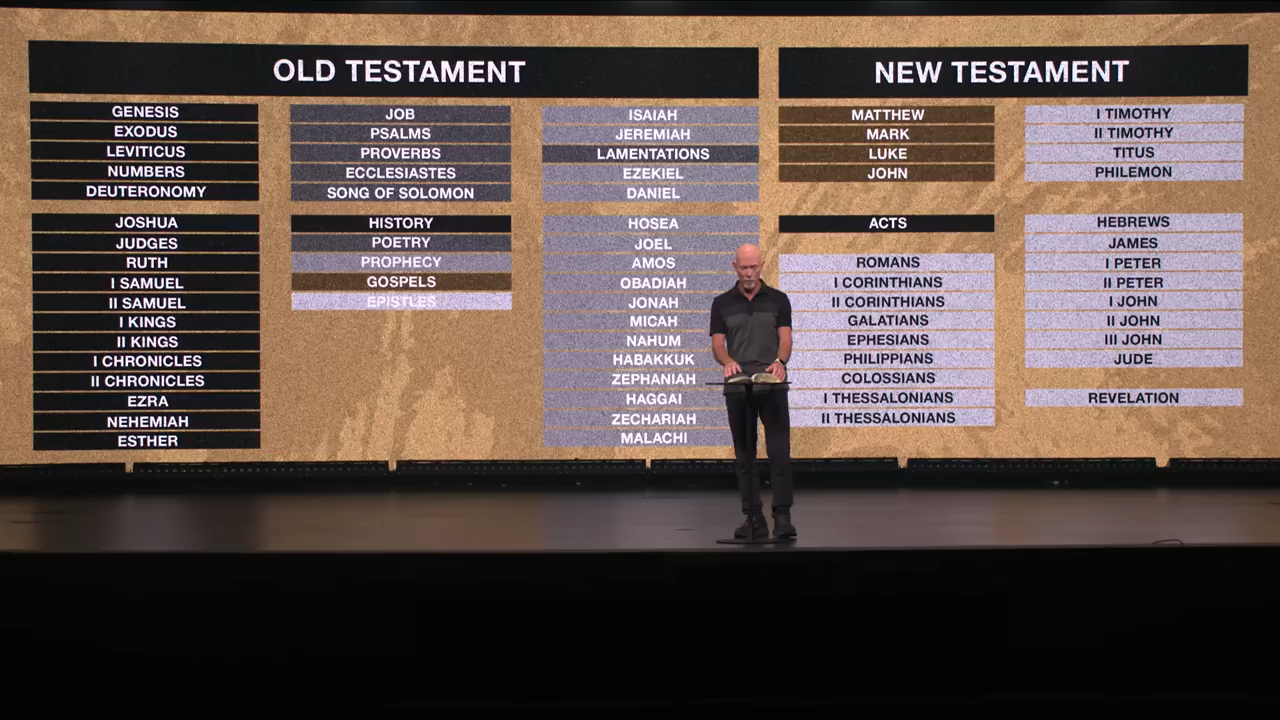 OLD TESTAMENT
GENESIS
EXODUS
LEVITICUS
NUMBERS
DEUTERONOMY
JOSHUA
JUDGES
RUTH
I SAMUEL
II SAMUEL
I KINGS
II KINGS
I CHRONICLES
II CHRONICLES
EZRA
NEHEMIAH
ESTHER
JOB
PSALMS
PROVERBS
ECCLESIASTES
SONG OF SOLOMON
HISTORY
POETRY
PROPHECY
GOSPELS
EPISTLES
ISAIAH
JEREMIAH
LAMENTATIONS
EZEKIEL
DANIEL
HOSEA
JOEL
AMOS
OBADIAH
JONAH
MICAH
NAHUM
HABAKKUK
ZEPHANIAH
HAGGAI
ZECHARIAH
MALACHI
NEW TESTAMENT
MATTHEW
MARK
LUKE
JOHN
ACTS
ROMANS
I CORINTHIANS
II CORINTHIANS
GALATIANS
EPHESIANS
PHILIPPIANS
COLOSSIANS
I THESSALONIANS
II THESSALONIANS
I TIMOTHY
II TIMOTHY
TITUS
PHILEMON
HEBREWS
JAMES
I PETER
II PETER
I JOHN
II JOHN
III JOHN
JUDE
REVELATION